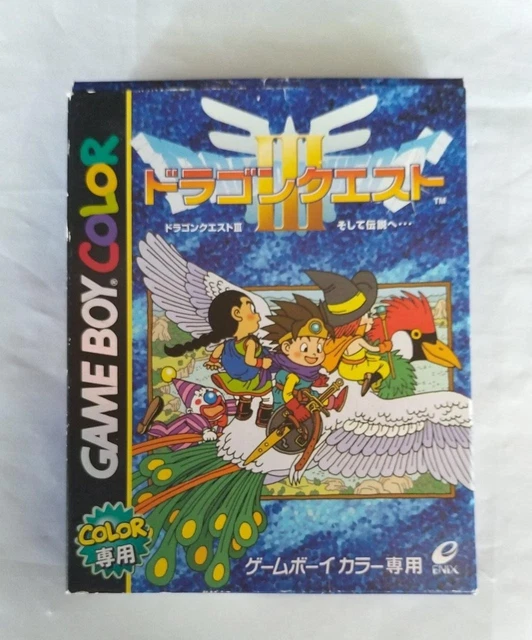 GAME BOY COLOR
III
ドラゴンクエスト
TM
ドラゴンクエストⅢ
そして伝説へ…
COLOR
専用
ゲームボーイ カラー専用
e
ENIX